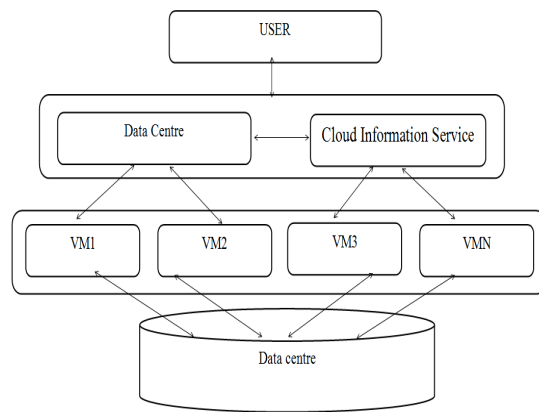 USER
Data Centre
Cloud Information Service
VM1
VM2
VM3
VMN
Data centre